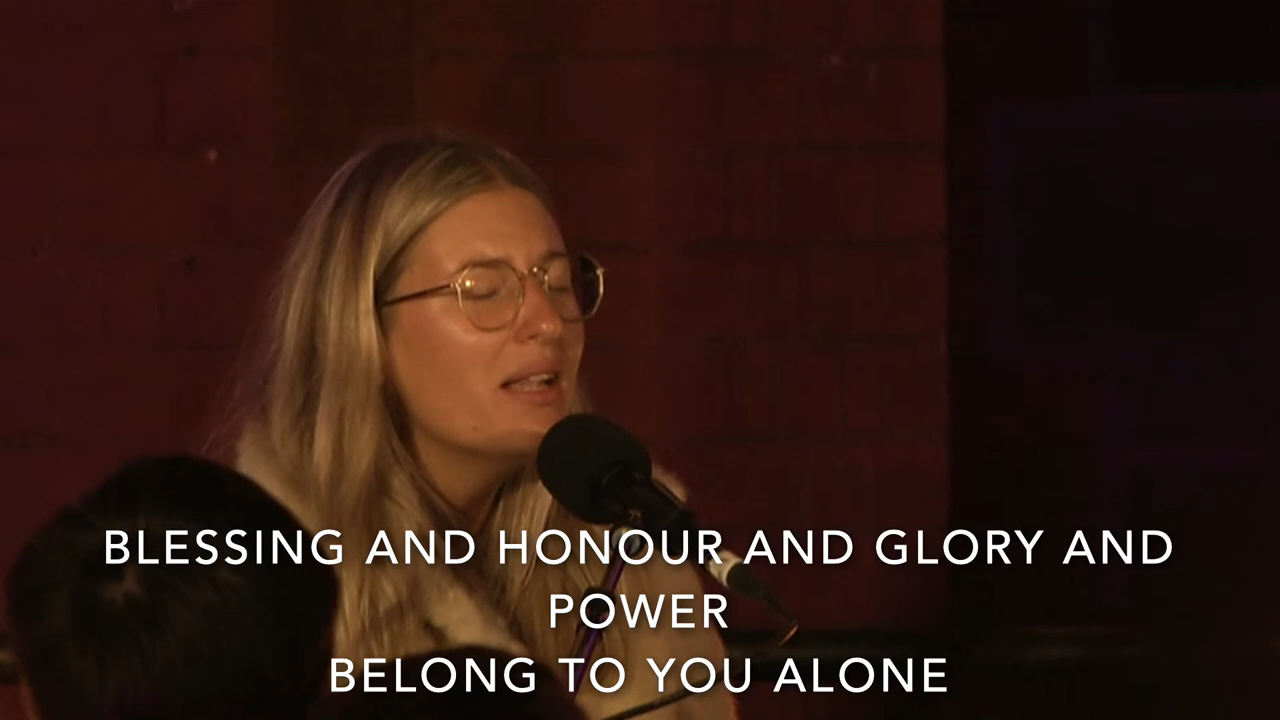 BLESSING AND HONOUR AND GLORY AND
POWER
BELONG TO YOU ALONE